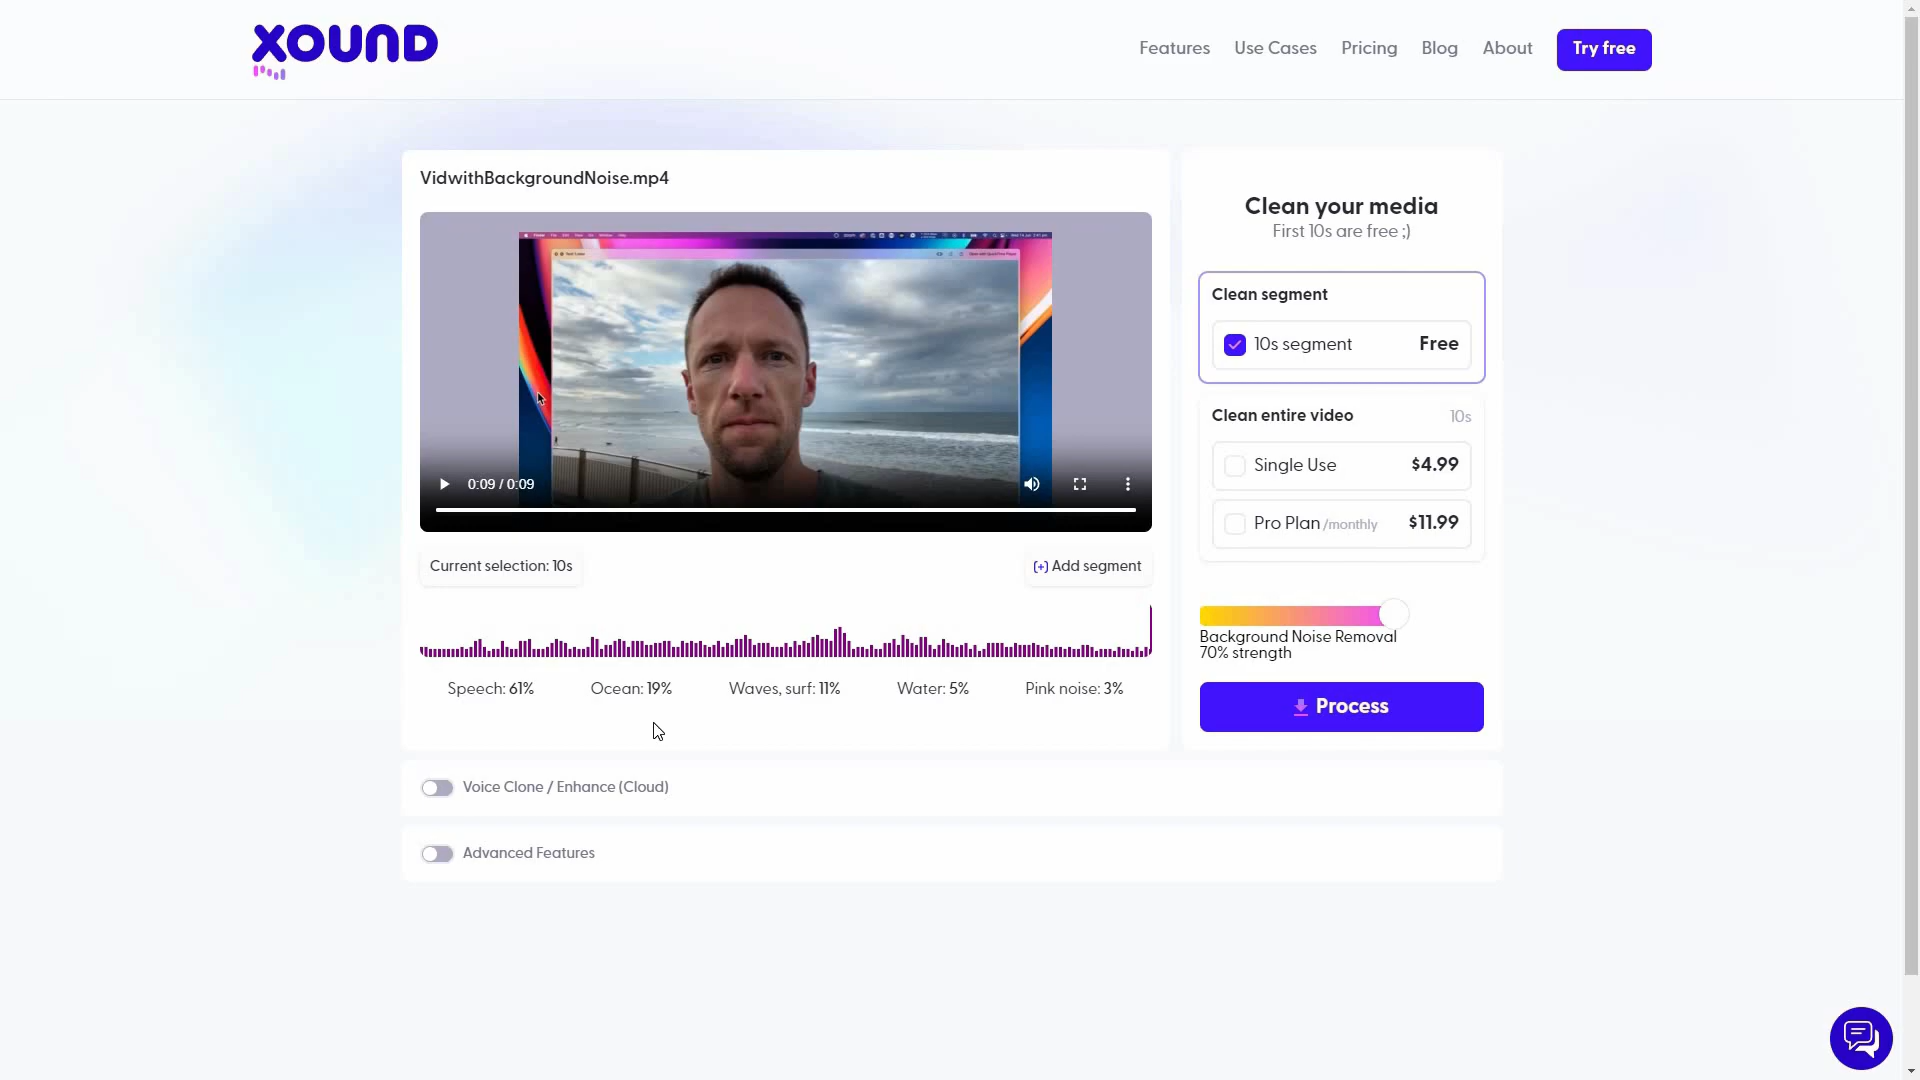 XOUND
Features Use Cases Pricing Blog About Try free
VidwithBackgroundNoise.mp4
0:09 / 0:09
Current selection: 10s
[+] Add segment
Speech: 61% Ocean: 19% Waves, surf: 11% Water: 5% Pink noise: 3%
Clean your media
First 10s are free ;)
Clean segment
10s segment Free
Clean entire video 10s
Single Use $4.99
Pro Plan /monthly $11.99
Background Noise Removal
70% strength
Process
Voice Clone / Enhance (Cloud)
Advanced Features